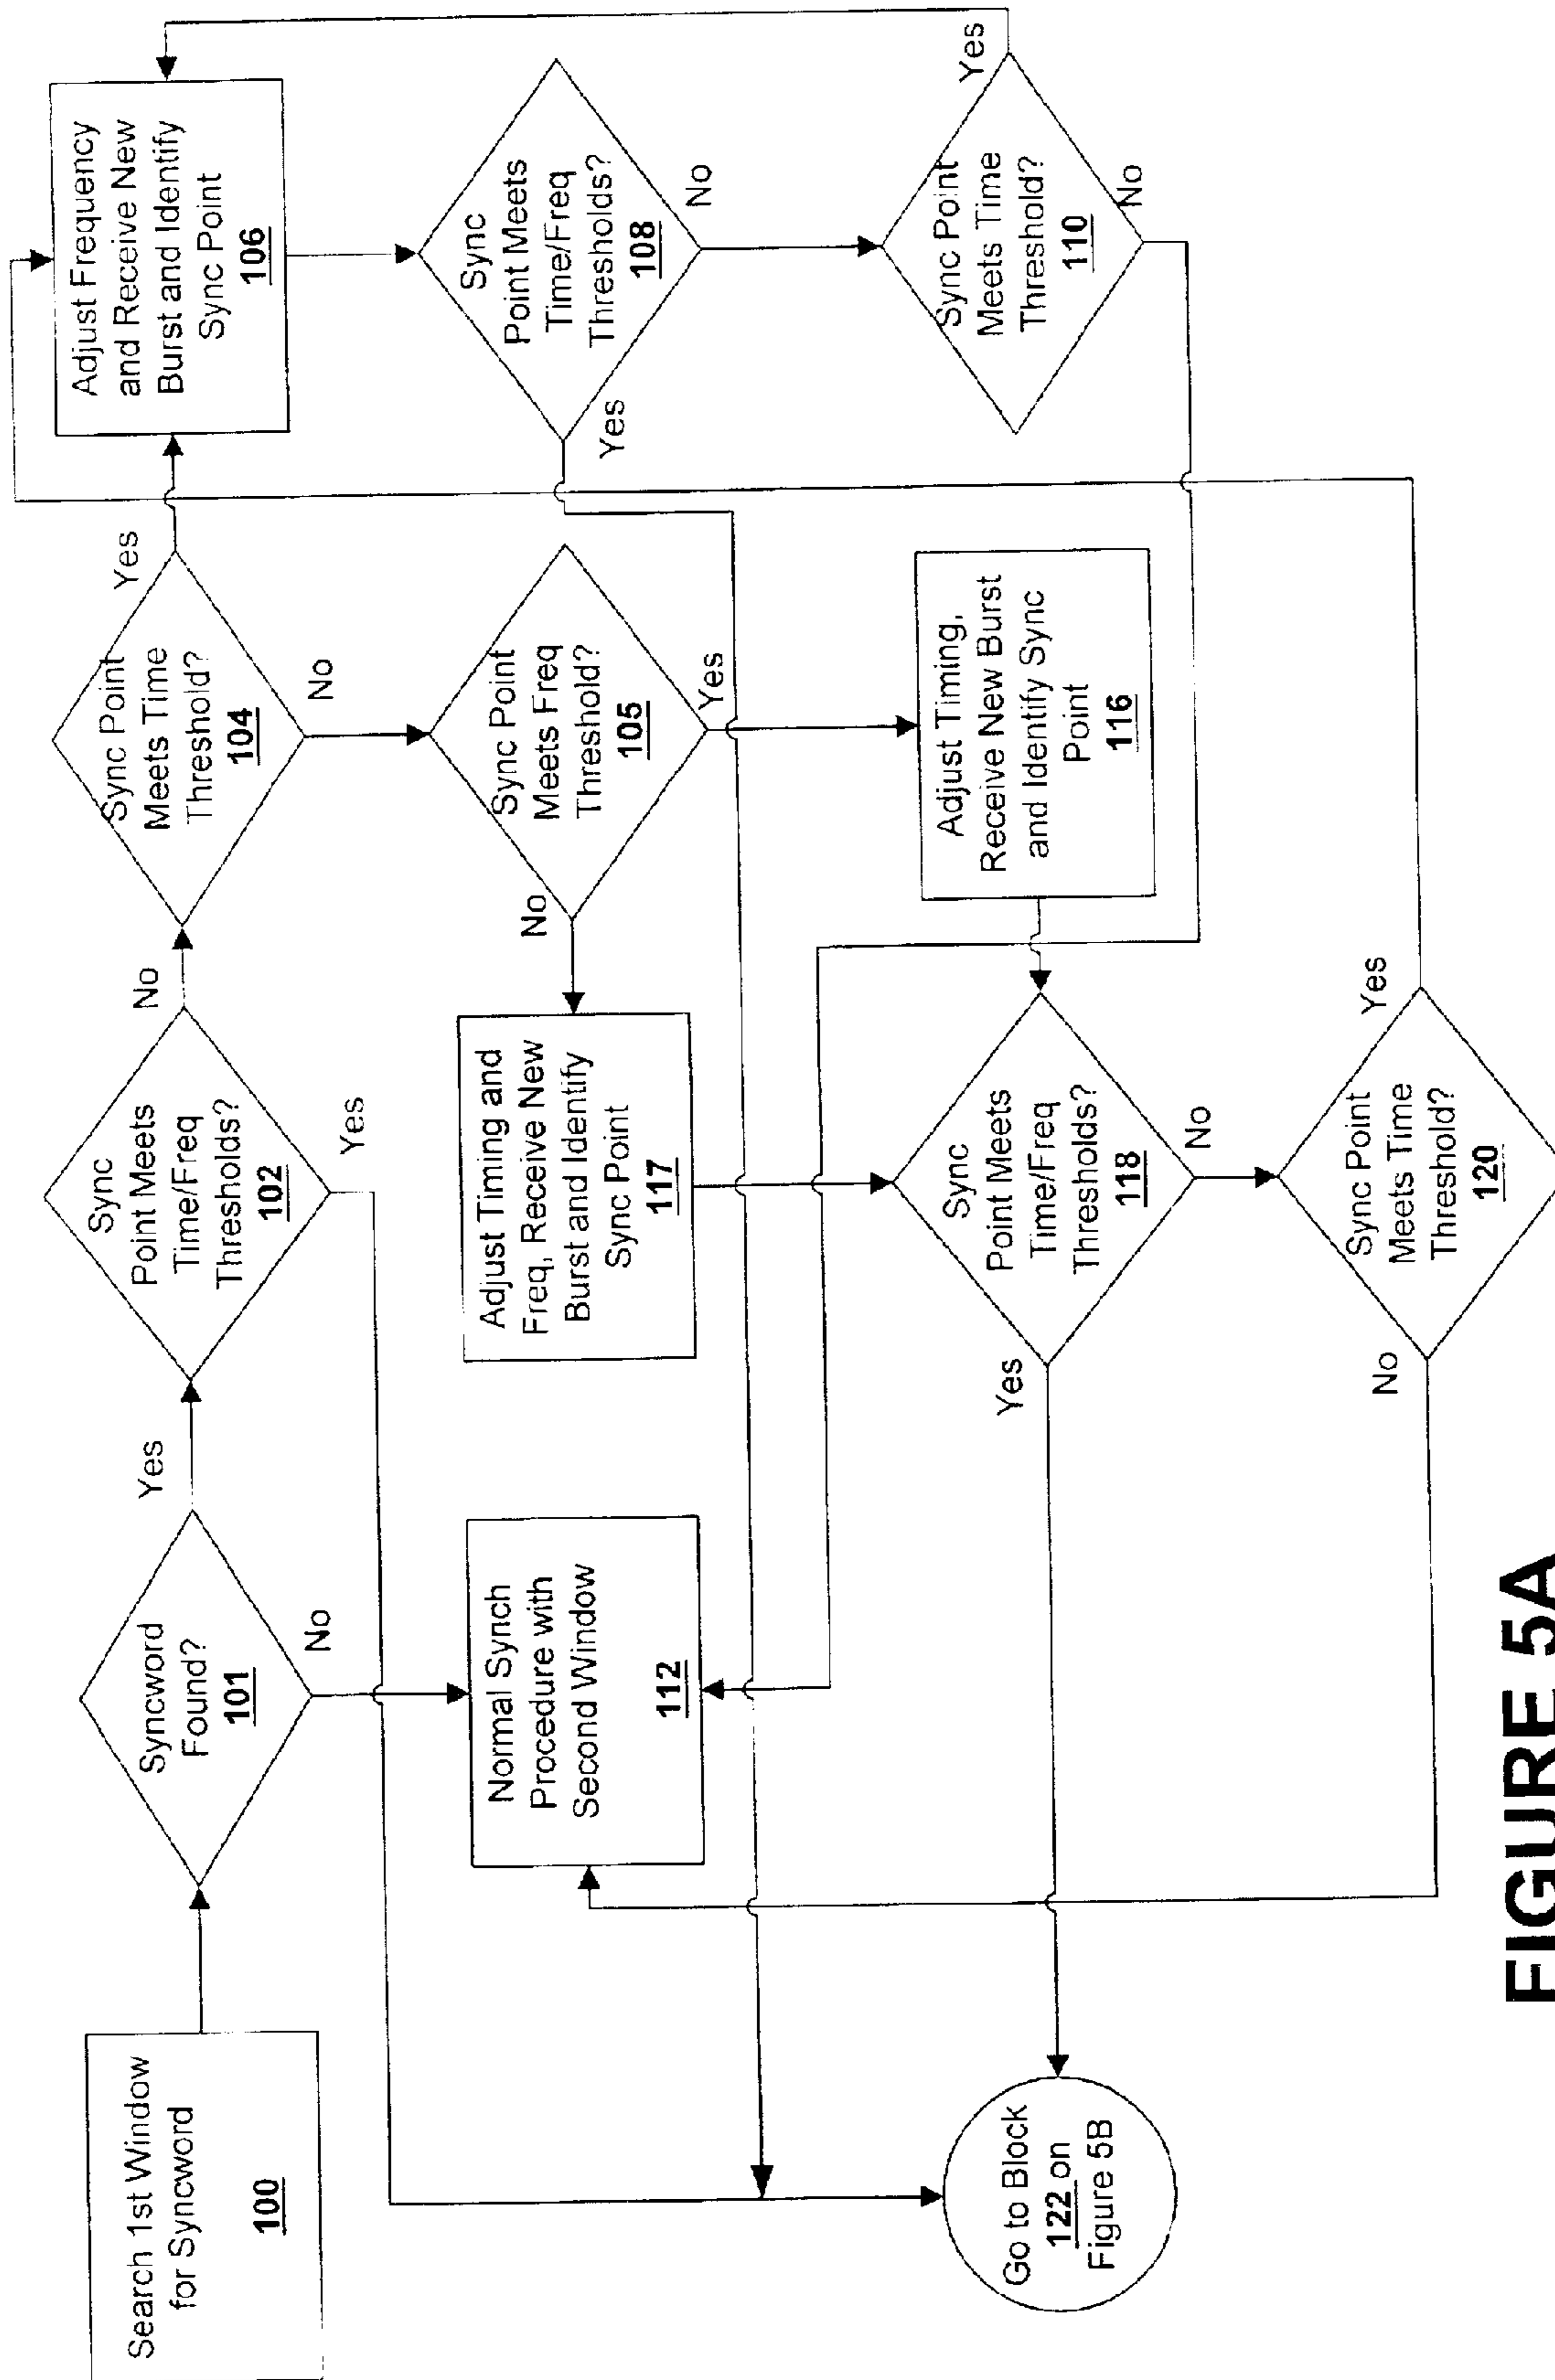 Search 1st Window
for Syncword
100
Syncword
Found?
101
Yes
No
Sync
Point Meets
Time/Freq
Thresholds?
102
No
Yes
Sync Point
Meets Time
Threshold?
104
Yes
No
Adjust Frequency
and Receive New
Burst and Identify
Sync Point
106
Normal Synch
Procedure with
Second Window
112
Adjust Timing and
Freq, Receive New
Burst and Identify
Sync Point
117
No
Sync Point
Meets Freq
Threshold?
105
Yes
Sync
Point Meets
Time/Freq
Thresholds?
108
Yes
No
Go to Block
122 on
Figure 5B
Yes
Sync
Point Meets
Time/Freq
Thresholds?
118
No
Adjust Timing,
Receive New Burst
and Identify Sync
Point
116
Sync Point
Meets Time
Threshold?
110
Yes
No
No
Sync Point
Meets Time
Threshold?
120
Yes
FIGURE 5A